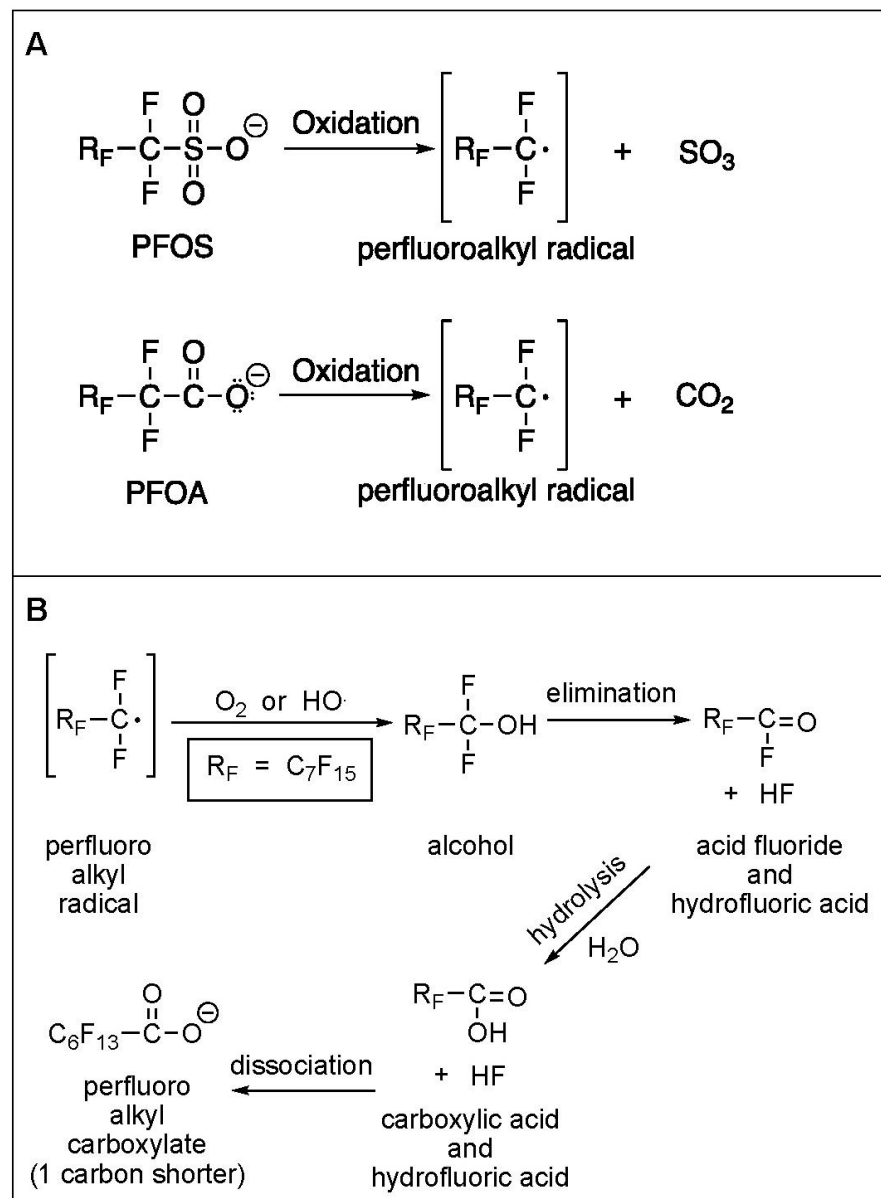 A
F O
R_F–C–S–O⊖
F O
PFOS
Oxidation
R_F–C·
F
F
perfluoroalkyl radical
+ SO₃
F O
R_F–C–C–O⊖
F
PFOA
Oxidation
R_F–C·
F
F
perfluoroalkyl radical
+ CO₂
B
F
R_F–C·
F
perfluoro
alkyl
radical
O₂ or HO·
R_F = C₇F₁₅
F
R_F–C–OH
F
alcohol
elimination
R_F–C=O
F
+ HF
acid fluoride
and
hydrofluoric acid
hydrolysis
H₂O
R_F–C=O
OH
+ HF
carboxylic acid
and
hydrofluoric acid
dissociation
O
C₆F₁₃–C–O⊖
perfluoro
alkyl
carboxylate
(1 carbon shorter)